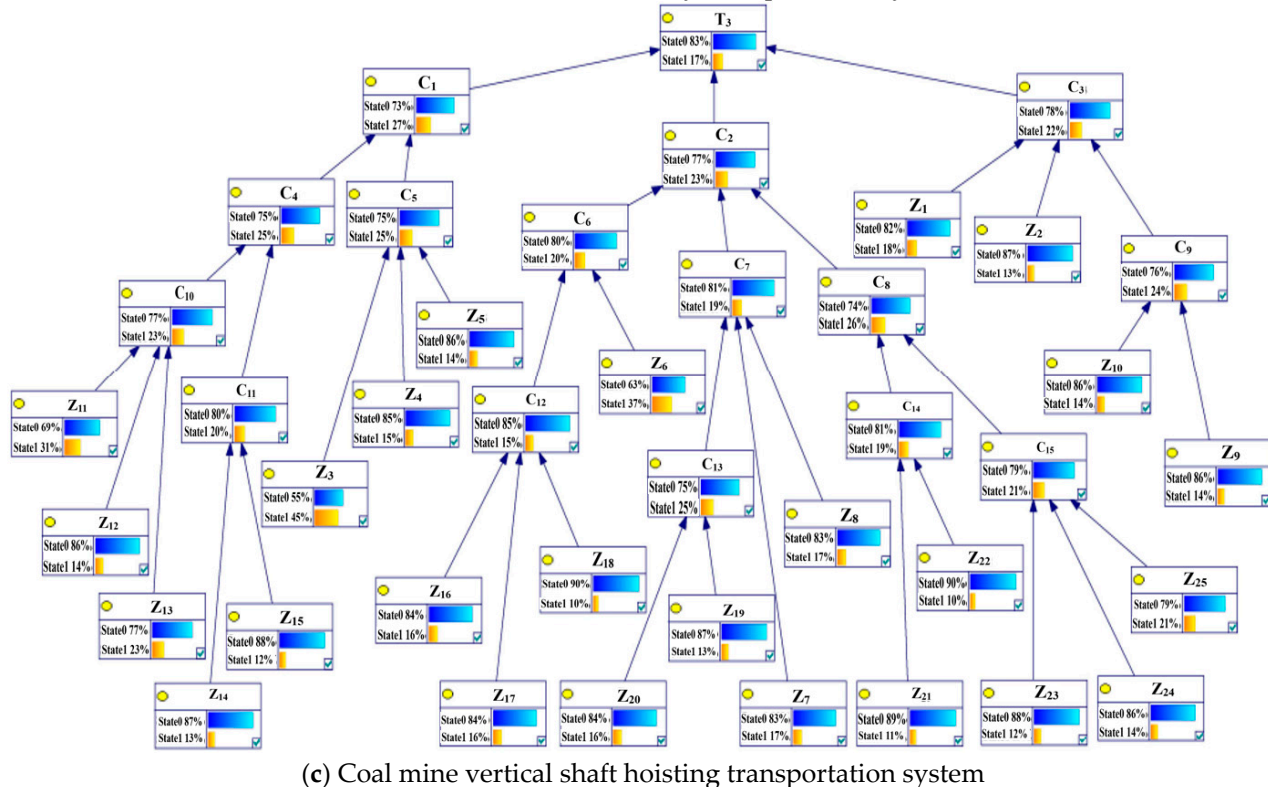 T3
State0 83%
State1 17%
C1
State0 73%
State1 27%
C3
State0 78%
State1 22%
C2
State0 77%
State1 23%
C4
State0 75%
State1 25%
C5
State0 75%
State1 25%
C6
State0 80%
State1 20%
Z1
State0 82%
State1 18%
Z2
State0 87%
State1 13%
C9
State0 76%
State1 24%
C7
State0 81%
State1 19%
C8
State0 74%
State1 26%
C10
State0 77%
State1 23%
Z5
State0 86%
State1 14%
Z6
State0 63%
State1 37%
Z10
State0 86%
State1 14%
Z11
State0 69%
State1 31%
C11
State0 80%
State1 20%
Z4
State0 85%
State1 15%
C12
State0 85%
State1 15%
C14
State0 81%
State1 19%
C15
State0 79%
State1 21%
Z9
State0 86%
State1 14%
Z3
State0 55%
State1 45%
C13
State0 75%
State1 25%
Z12
State0 86%
State1 14%
Z8
State0 83%
State1 17%
Z18
State0 90%
State1 10%
Z22
State0 90%
State1 10%
Z16
State0 84%
State1 16%
Z25
State0 79%
State1 21%
Z13
State0 77%
State1 23%
Z15
State0 88%
State1 12%
Z19
State0 87%
State1 13%
Z14
State0 87%
State1 13%
Z17
State0 84%
State1 16%
Z20
State0 84%
State1 16%
Z7
State0 83%
State1 17%
Z21
State0 89%
State1 11%
Z23
State0 88%
State1 12%
Z24
State0 86%
State1 14%
(c) Coal mine vertical shaft hoisting transportation system